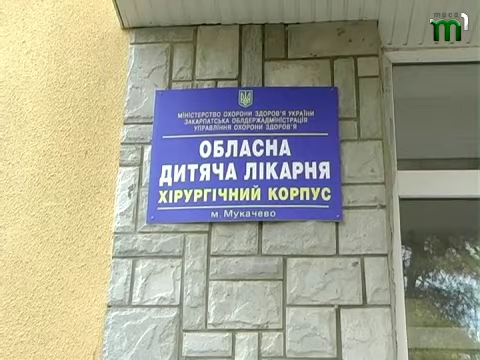 МІНІСТЕРСТВО ОХОРОНИ ЗДОРОВ'Я УКРАЇНИ
ЗАКАРПАТСЬКА ОБЛДЕРЖАДМІНІСТРАЦІЯ
УПРАВЛІННЯ ОХОРОНИ ЗДОРОВ'Я
ОБЛАСНА
ДИТЯЧА ЛІКАРНЯ
ХІРУРГІЧНИЙ КОРПУС
м. Мукачево